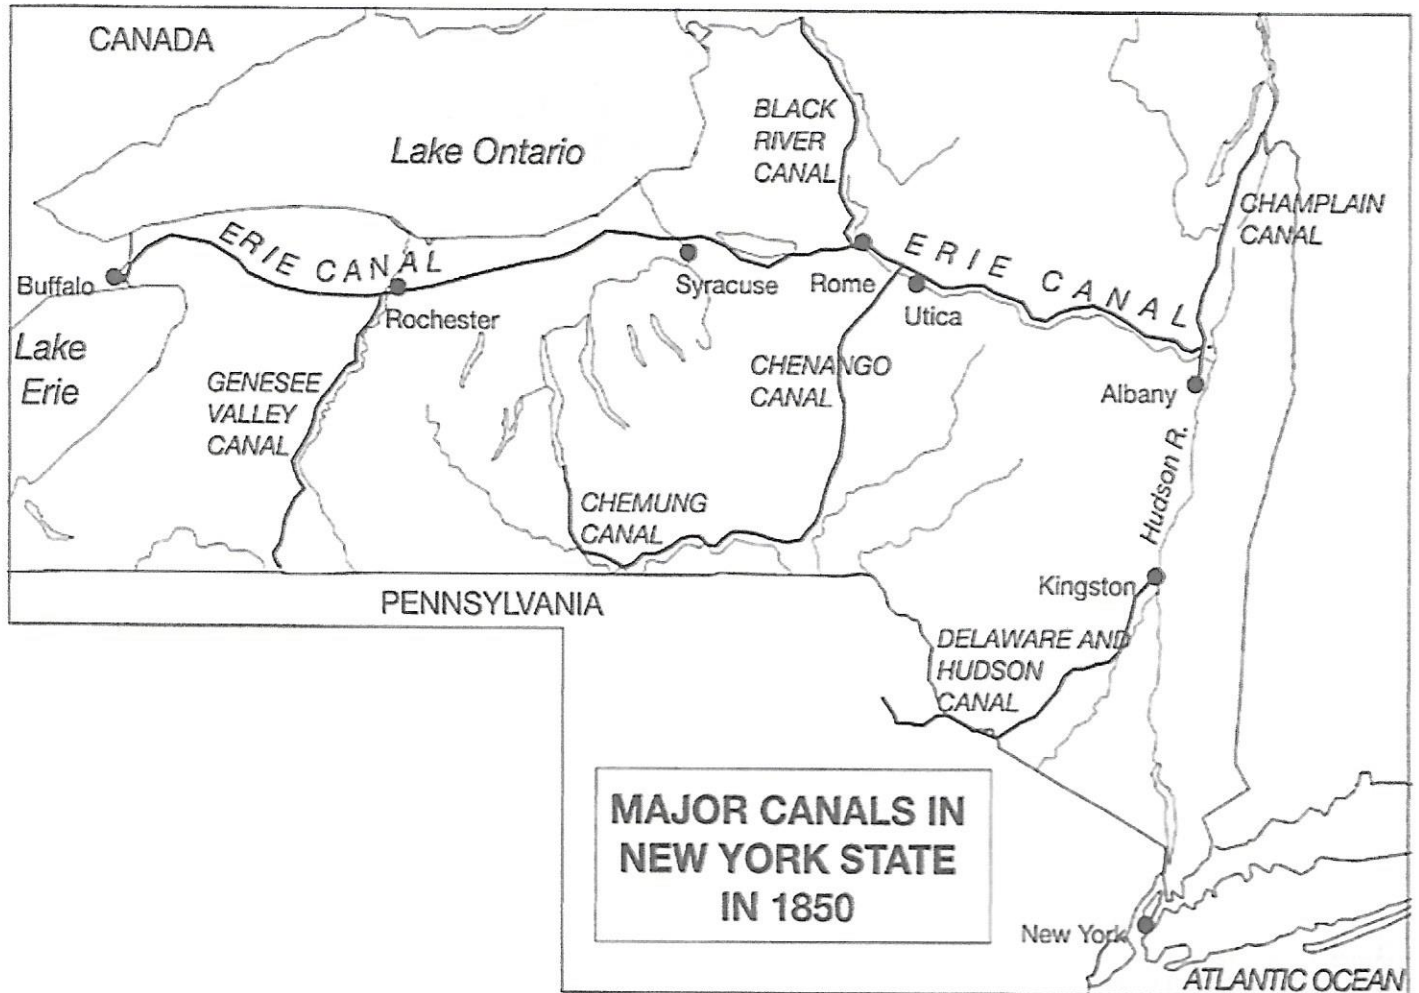 CANADA
Lake Ontario
BLACK
RIVER
CANAL
CHAMPLAIN
CANAL
ERIE CANAL
ERIE CANAL
Buffalo
Rochester
Syracuse
Rome
Utica
Lake
Erie
GENESEE
VALLEY
CANAL
CHENANGO
CANAL
Albany
Hudson R.
CHEMUNG
CANAL
Kingston
PENNSYLVANIA
DELAWARE AND
HUDSON
CANAL
MAJOR CANALS IN
NEW YORK STATE
IN 1850
New York
ATLANTIC OCEAN